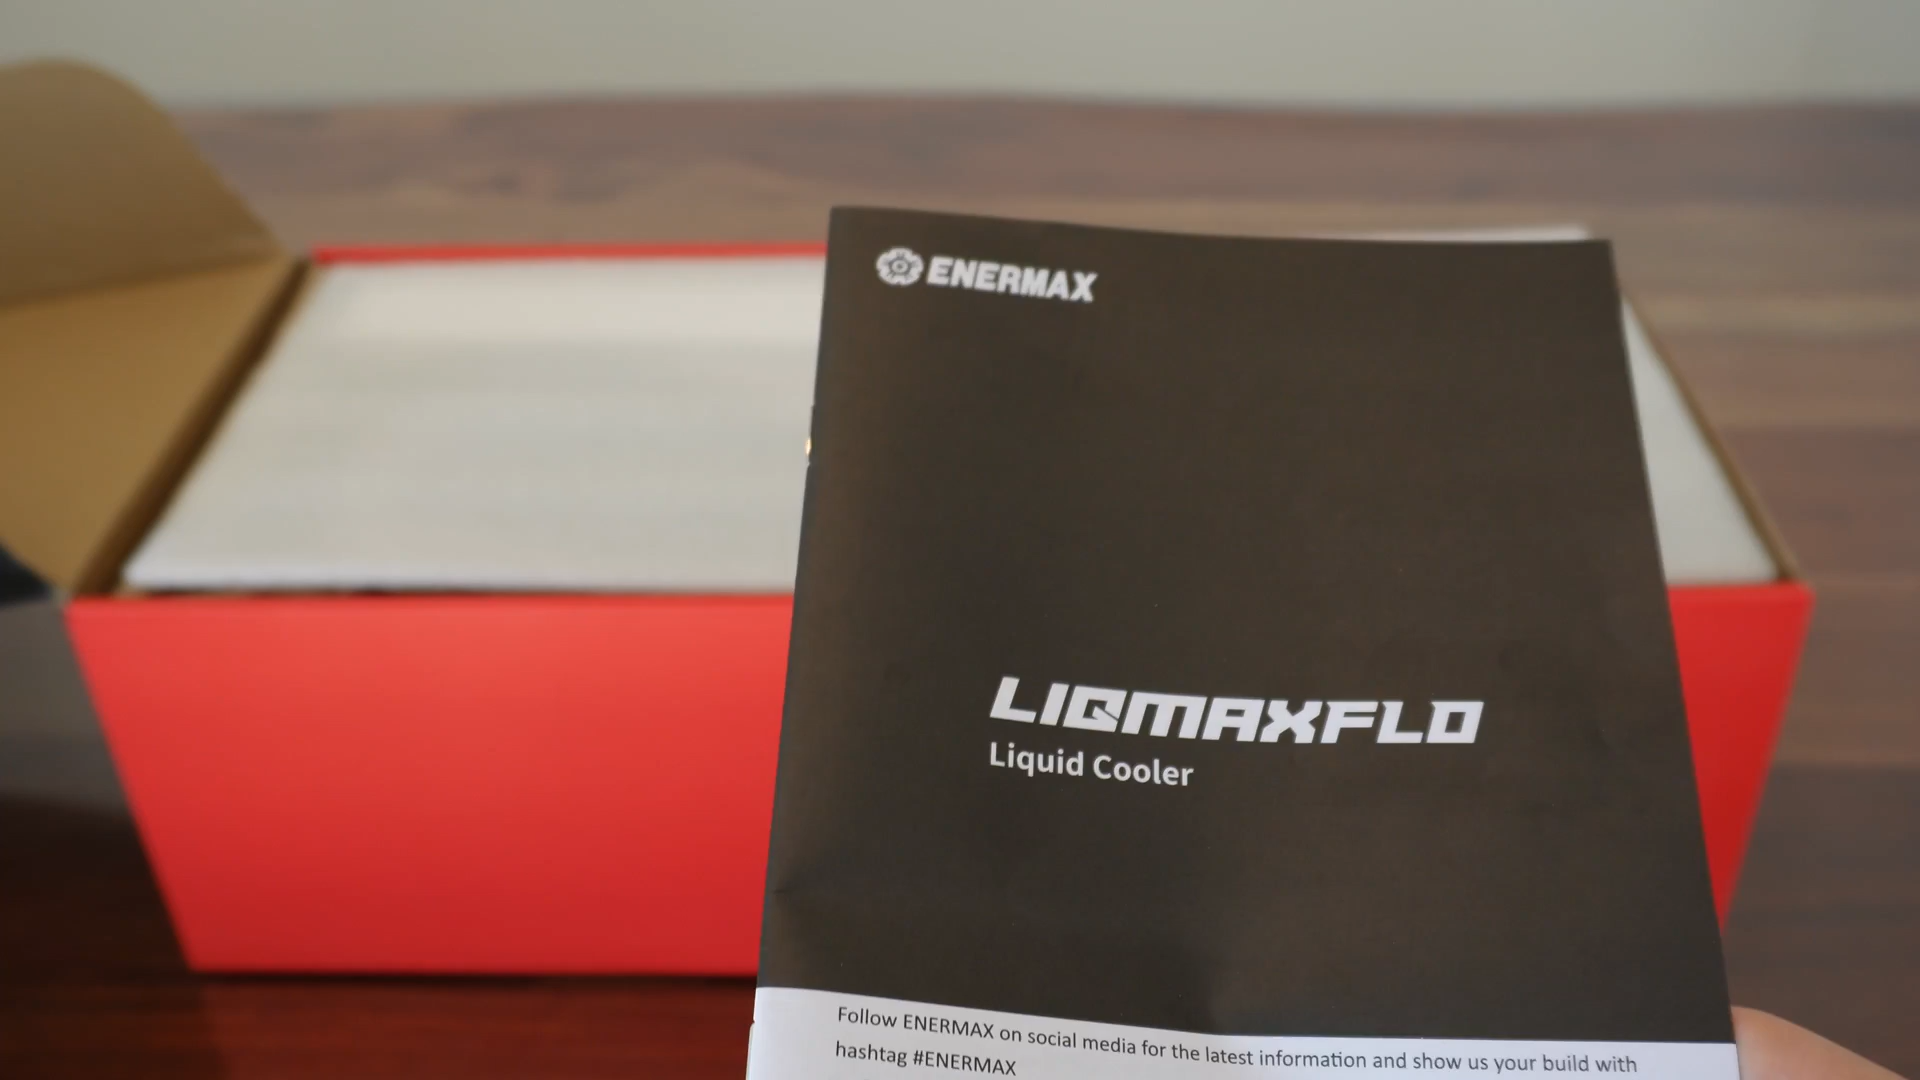 ENERMAX
LIQMAXFLO
Liquid Cooler
Follow ENERMAX on social media for the latest information and show us your build with
hashtag #ENERMAX